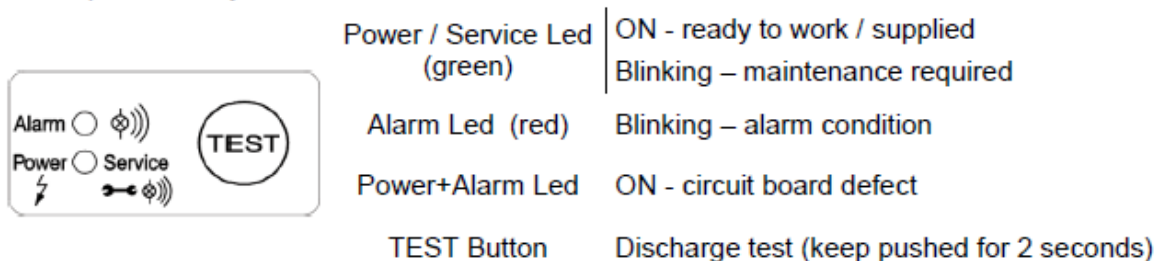 Power / Service Led
(green)
ON - ready to work / supplied
Blinking – maintenance required
Alarm
TEST
Power
Service
Alarm Led (red)
Blinking – alarm condition
Power+Alarm Led
ON - circuit board defect
TEST Button
Discharge test (keep pushed for 2 seconds)